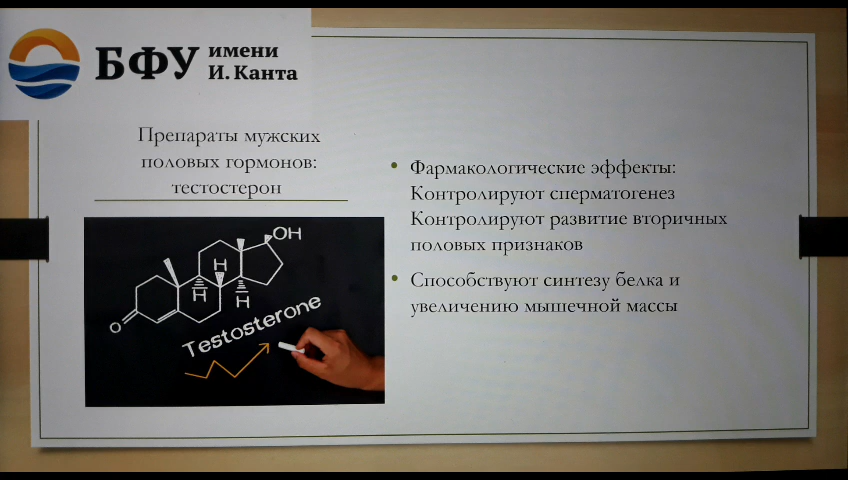 БФУ имени
И. Канта
Препараты мужских
половых гормонов:
тестостерон
• Фармакологические эффекты:
Контролируют сперматогенез
Контролируют развитие вторичных
половых признаков
• Способствуют синтезу белка и
увеличению мышечной массы
OH
H
H
H
O
Testosterone